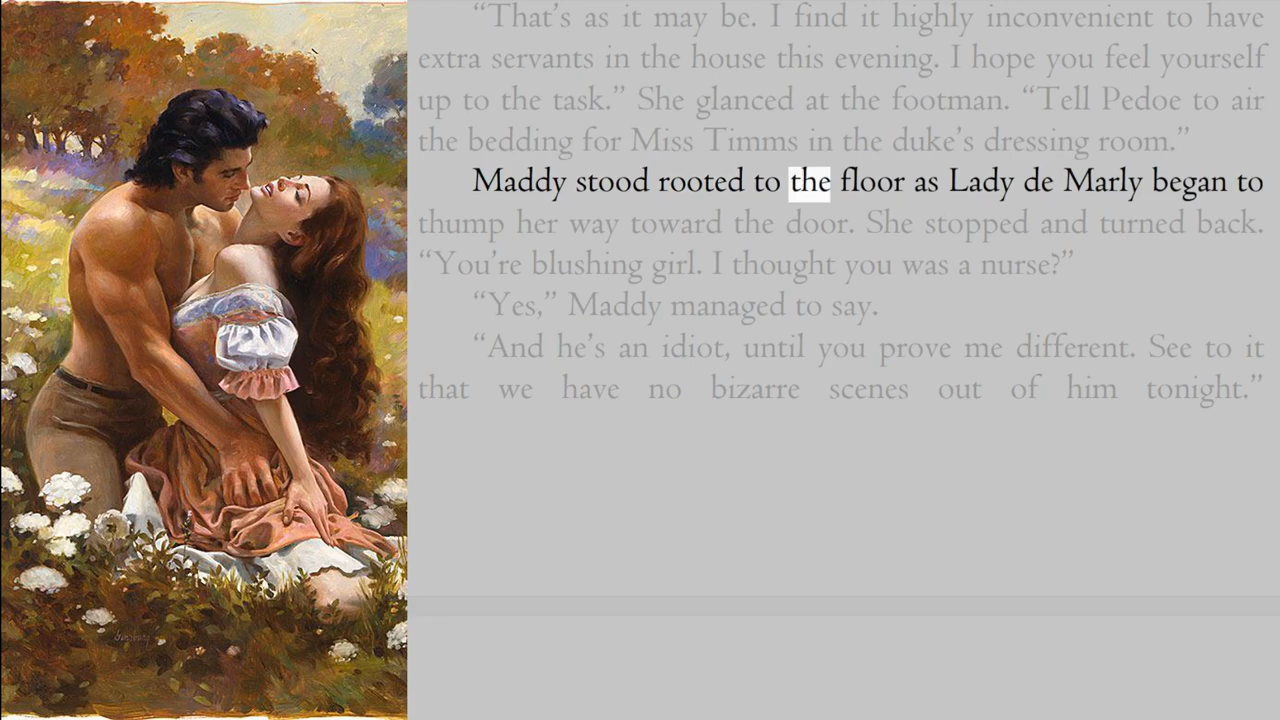 “That’s as it may be. I find it highly inconvenient to have
extra servants in the house this evening. I hope you feel yourself
up to the task.” She glanced at the footman. “Tell Pedoe to air
the bedding for Miss Timms in the duke’s dressing room.”
Maddy stood rooted to the floor as Lady de Marly began to
thump her way toward the door. She stopped and turned back.
“You’re blushing girl. I thought you was a nurse?”
“Yes,” Maddy managed to say.
“And he’s an idiot, until you prove me different. See to it
that we have no bizarre scenes out of him tonight.”